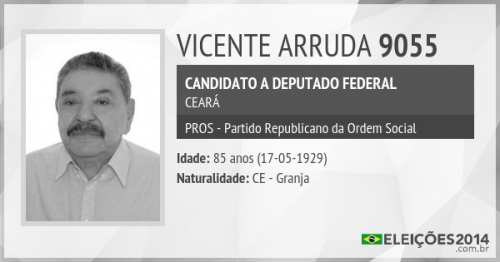 VICENTE ARRUDA 9055
CANDIDATO A DEPUTADO FEDERAL
CEARÁ
PROS - Partido Republicano da Ordem Social
Idade: 85 anos (17-05-1929)
Naturalidade: CE - Granja
ELEIÇÕES2014
.com.br